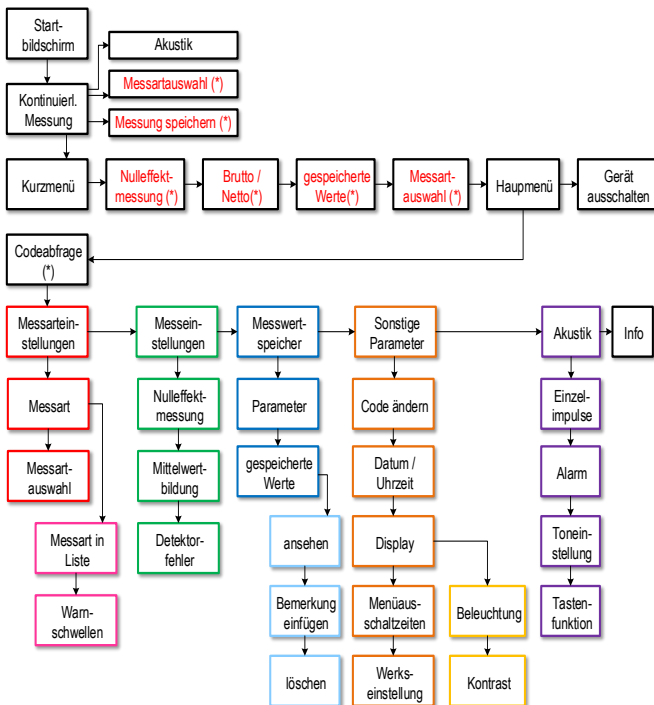 Start-
bildschirm
Akustik
Messartauswahl (*)
Kontinuierl.
Messung
Messung speichern (*)
Kurzmenü
Nulleffekt-
messung (*)
Brutto /
Netto(*)
gespeicherte
Werte(*)
Messart-
auswahl (*)
Haupmenü
Gerät
ausschalten
Codeabfrage
(*)
Messartein-
stellungen
Messein-
stellungen
Messwert-
speicher
Sonstige
Parameter
Akustik
Info
Messart
Nulleffekt-
messung
Parameter
Code ändern
Einzel-
impulse
Messart-
auswahl
Mittelwert-
bildung
gespeicherte
Werte
Datum /
Uhrzeit
Alarm
Messart in
Liste
Detektor-
fehler
ansehen
Display
Tonein-
stellung
Warn-
schwellen
Bemerkung
einfügen
Menüaus-
schaltzeiten
Beleuchtung
Tasten-
funktion
löschen
Werks-
einstellung
Kontrast